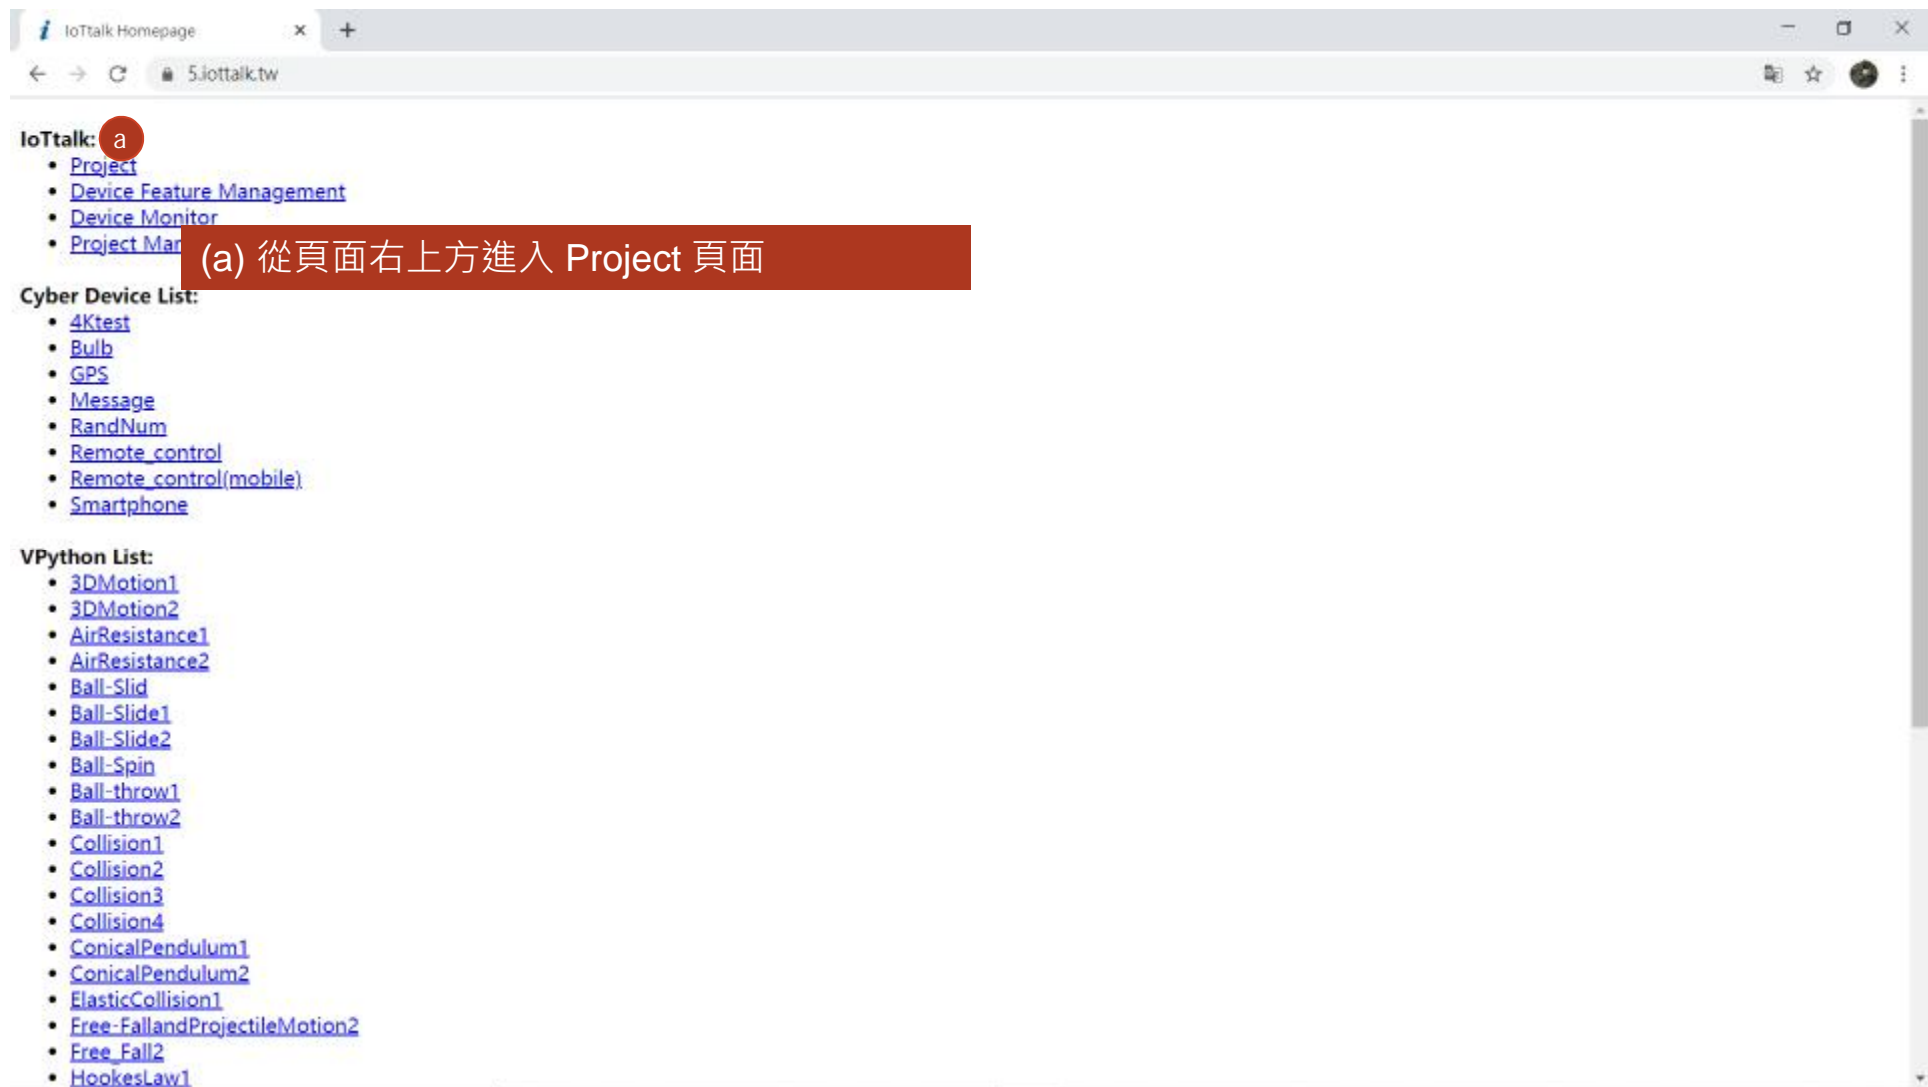 IoTtalk Homepage
5.iottalk.tw
IoTtalk: a
Project
Device Feature Management
Device Monitor
Project Mar
(a) 從頁面右上方進入 Project 頁面
Cyber Device List:
4Ktest
Bulb
GPS
Message
RandNum
Remote_control
Remote_control(mobile)
Smartphone
VPython List:
3DMotion1
3DMotion2
AirResistance1
AirResistance2
Ball-Slid
Ball-Slide1
Ball-Slide2
Ball-Spin
Ball-throw1
Ball-throw2
Collision1
Collision2
Collision3
Collision4
ConicalPendulum1
ConicalPendulum2
ElasticCollision1
Free-FallandProjectileMotion2
Free_Fall2
HookesLaw1